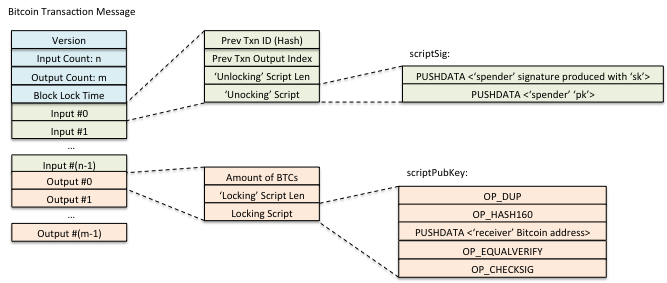 Bitcoin Transaction Message
Version
Input Count: n
Output Count: m
Block Lock Time
Input #0
Input #1
...
Input #(n-1)
Output #0
Output #1
...
Output #(m-1)
Prev Txn ID (Hash)
Prev Txn Output Index
'Unlocking' Script Len
'Unocking' Script
scriptSig:
PUSHDATA <'spender' signature produced with 'sk'>
PUSHDATA <'spender' 'pk'>
Amount of BTCs
'Locking' Script Len
Locking Script
scriptPubKey:
OP_DUP
OP_HASH160
PUSHDATA <'receiver' Bitcoin address>
OP_EQUALVERIFY
OP_CHECKSIG